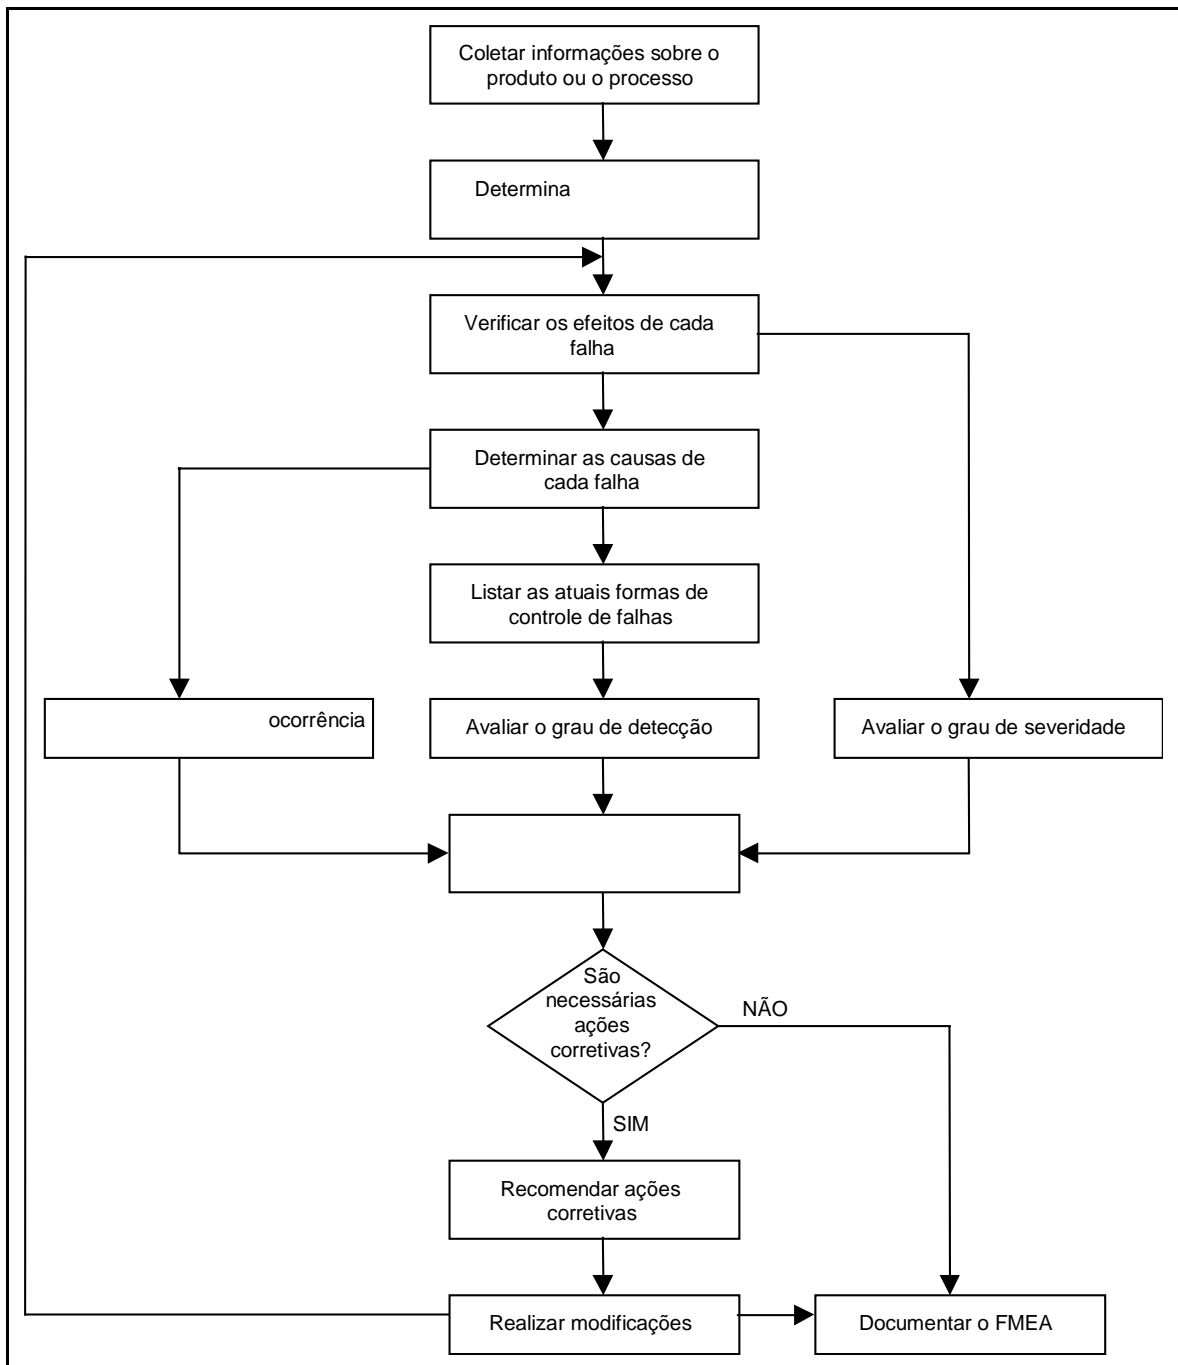 Coletar informações sobre o
produto ou o processo
Determina
Verificar os efeitos de cada
falha
Determinar as causas de
cada falha
Listar as atuais formas de
controle de falhas
ocorrência
Avaliar o grau de detecção
Avaliar o grau de severidade
São
necessárias
ações
corretivas?
NÃO
SIM
Recomendar ações
corretivas
Realizar modificações
Documentar o FMEA